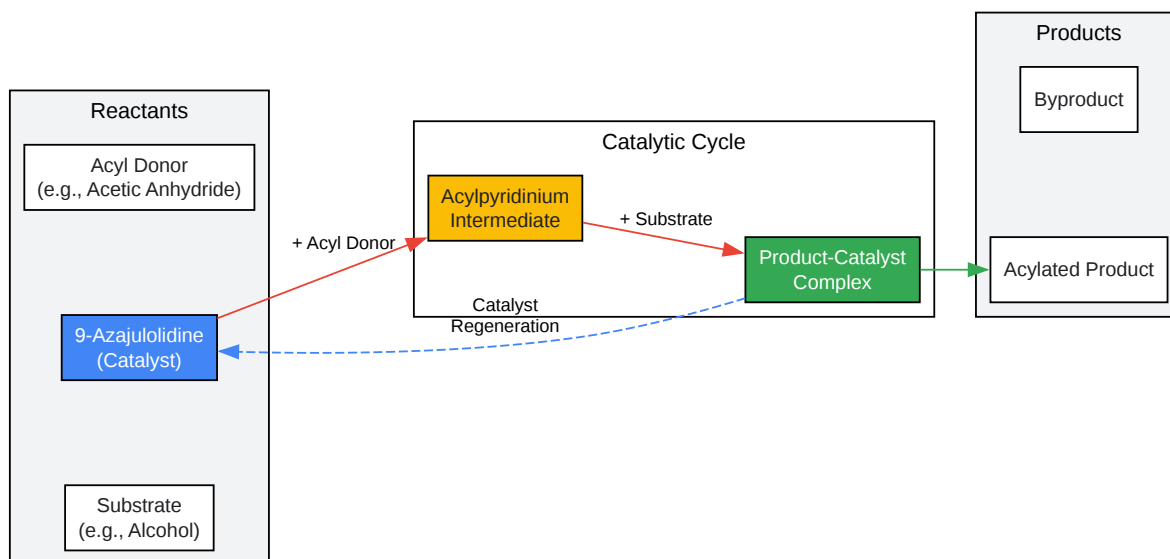 Reactants
Acyl Donor
(e.g., Acetic Anhydride)
9-Azajulolidine
(Catalyst)
Substrate
(e.g., Alcohol)
+ Acyl Donor
Catalytic Cycle
Acylpyridinium
Intermediate
+ Substrate
Product-Catalyst
Complex
Catalyst
Regeneration
Products
Byproduct
Acylated Product